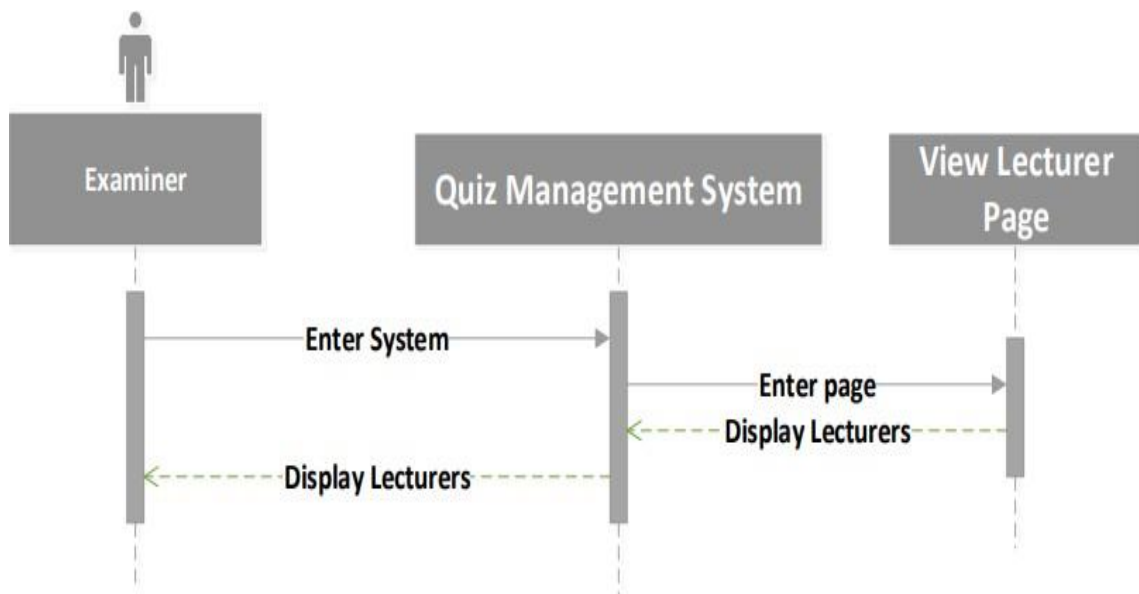 Examiner
Quiz Management System
View Lecturer
Page
Enter System
Enter page
Display Lecturers
Display Lecturers